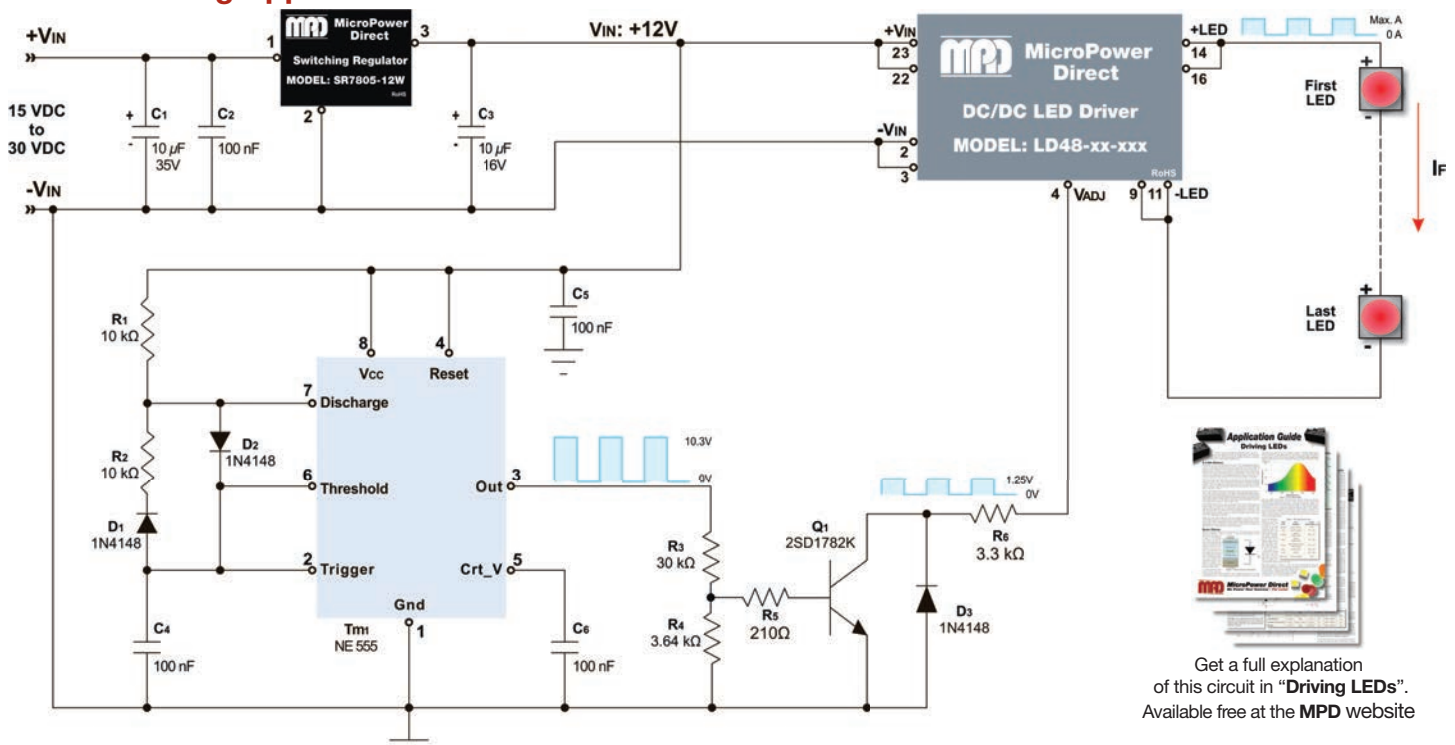 +VIN
15 VDC
to
30 VDC
-VIN
+
-
C1
10 µF
35V
C2
100 nF
1
MPD MicroPower
Direct
Switching Regulator
MODEL: SR7805-12W
RoHS
3
2
+
-
C3
10 µF
16V
VIN: +12V
+VIN
23
22
-VIN
2
3
MPD MicroPower
Direct
DC/DC LED Driver
MODEL: LD48-xx-xxx
RoHS
+LED
14
16
4 VADJ
9 11 -LED
Max. A
0 A
+
First
LED
-
IF
+
Last
LED
-
R1
10 kΩ
R2
10 kΩ
D1
1N4148
D2
1N4148
C4
100 nF
C5
100 nF
8
Vcc
4
Reset
7
Discharge
6
Threshold
2
Trigger
Out
3
Crt_V
5
Gnd
1
Tm1
NE 555
C6
100 nF
10.3V
0V
R3
30 kΩ
R4
3.64 kΩ
R5
210Ω
Q1
2SD1782K
1.25V
0V
R6
3.3 kΩ
D3
1N4148
Application Guide
Driving LEDs
MPD MicroPower Direct
Get a full explanation
of this circuit in “Driving LEDs”.
Available free at the MPD website